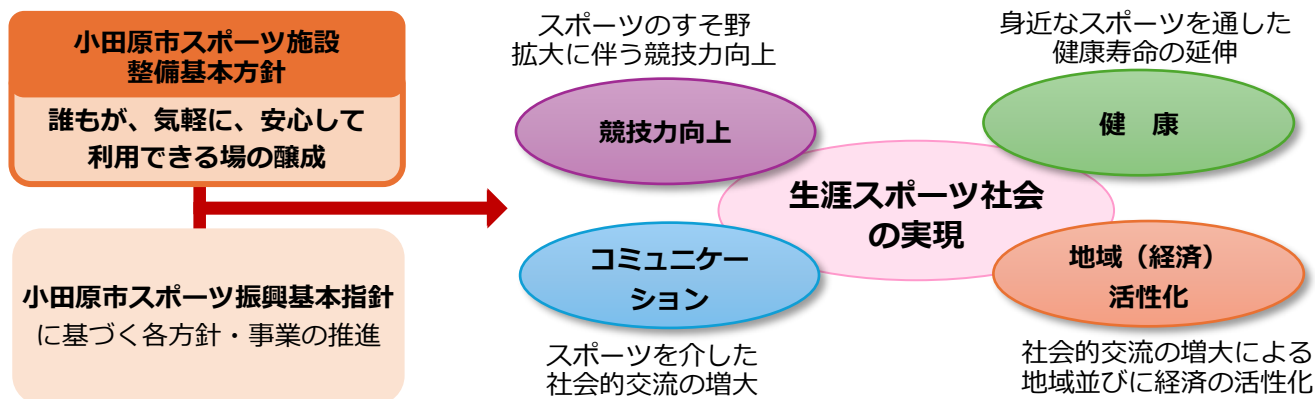 小田原市スポーツ施設
整備基本方針
誰もが、気軽に、安心して
利用できる場の醸成
小田原市スポーツ振興基本指針
に基づく各方針・事業の推進
スポーツのすそ野
拡大に伴う競技力向上
競技力向上
身近なスポーツを通した
健康寿命の延伸
健　康
生涯スポーツ社会
の実現
コミュニケー
ション
スポーツを介した
社会的交流の増大
地域（経済）
活性化
社会的交流の増大による
地域並びに経済の活性化